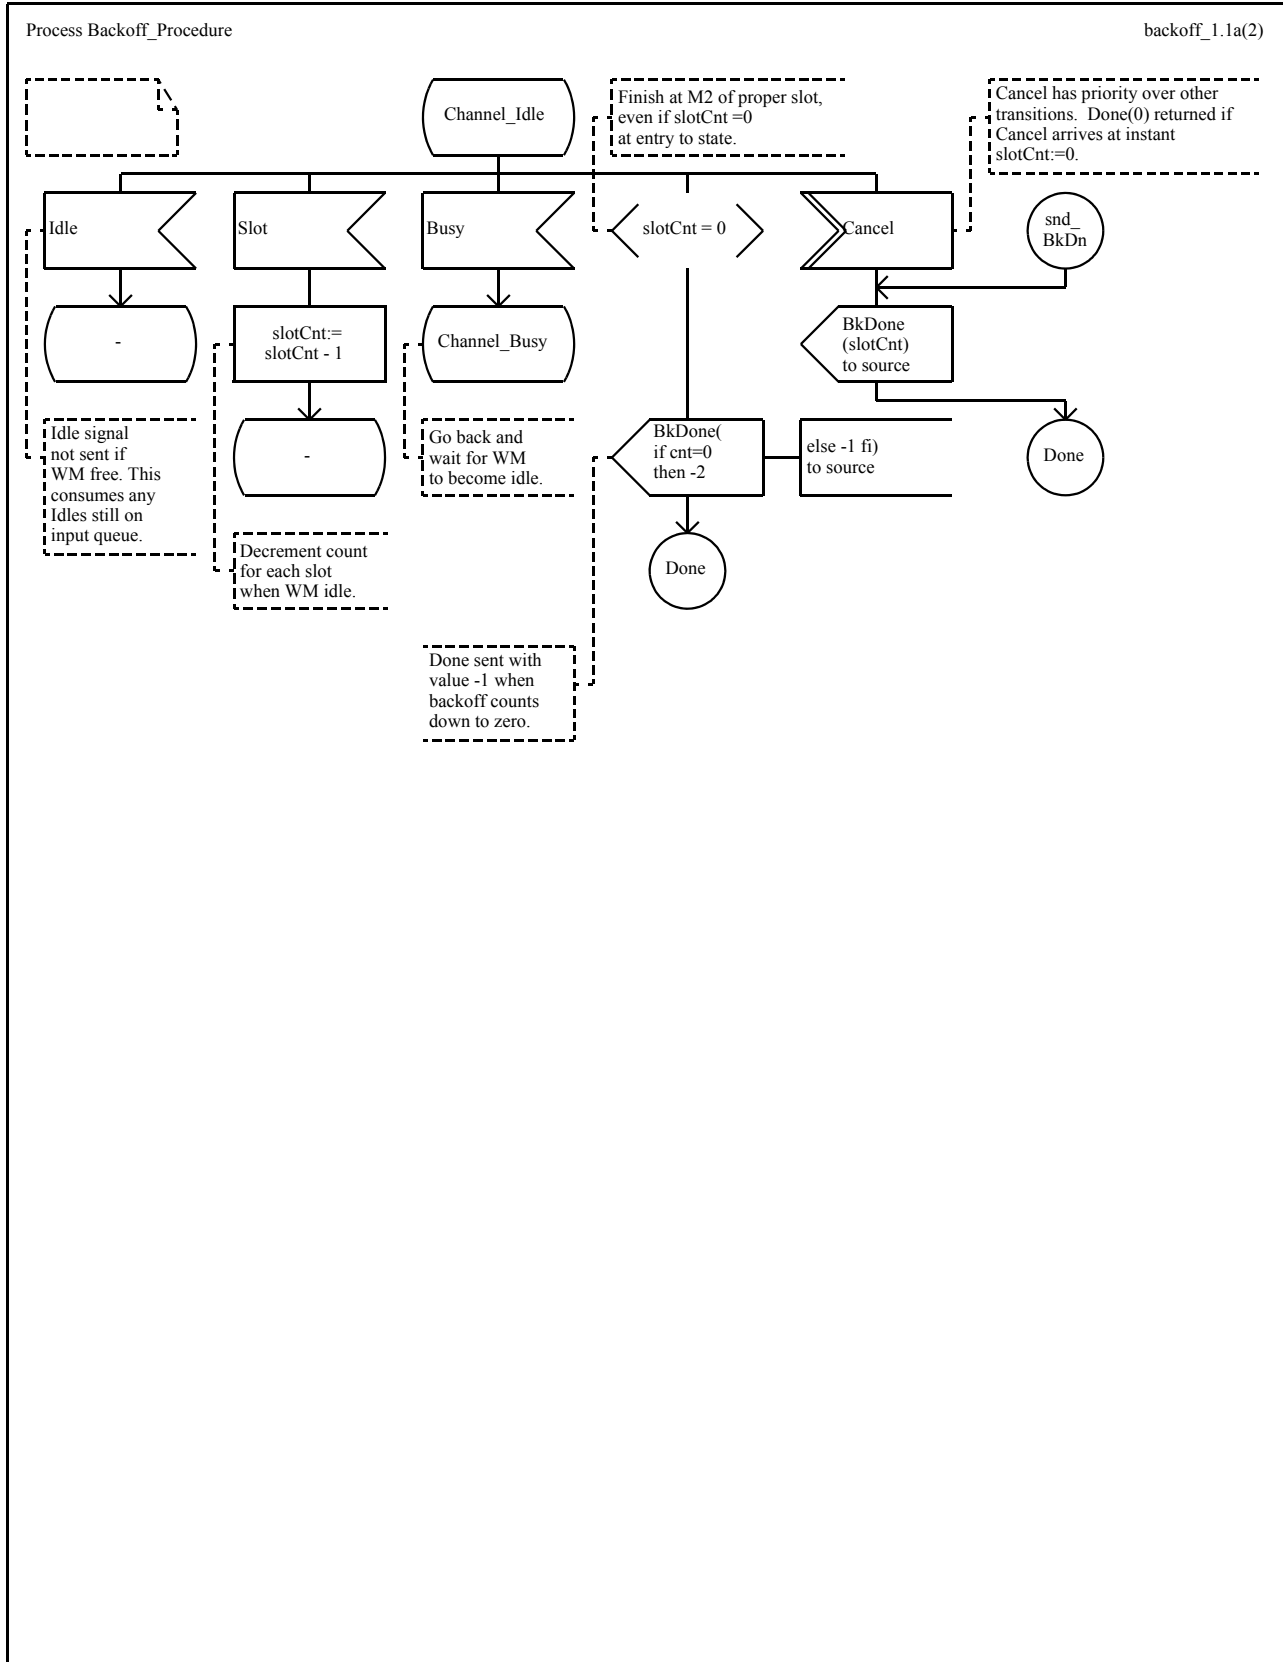 Process Backoff_Procedure
backoff_1.1a(2)
Channel_Idle
Finish at M2 of proper slot,
even if slotCnt =0
at entry to state.
Cancel has priority over other
transitions.  Done(0) returned if
Cancel arrives at instant
slotCnt:=0.
Idle
Slot
Busy
slotCnt = 0
Cancel
snd_
BkDn
-
slotCnt:=
slotCnt - 1
Channel_Busy
BkDone
(slotCnt)
to source
Idle signal
not sent if
WM free. This
consumes any
Idles still on
input queue.
-
Go back and
wait for WM
to become idle.
BkDone(
if cnt=0
then -2
else -1 fi)
to source
Done
Decrement count
for each slot
when WM idle.
Done
Done sent with
value -1 when
backoff counts
down to zero.